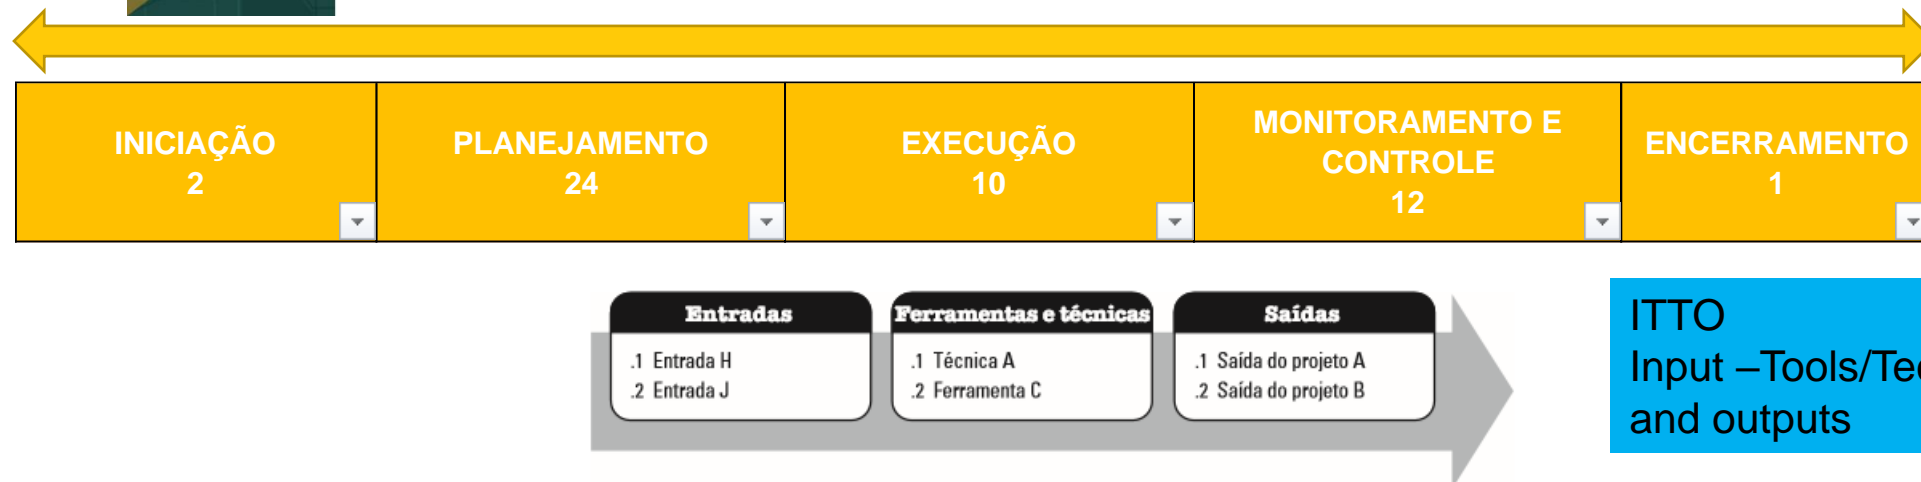 INICIAÇÃO
2
PLANEJAMENTO
24
EXECUÇÃO
10
MONITORAMENTO E
CONTROLE
12
ENCERRAMENTO
1
Entradas
.1 Entrada H
.2 Entrada J
Ferramentas e técnicas
.1 Técnica A
.2 Ferramenta C
Saídas
.1 Saída do projeto A
.2 Saída do projeto B
ITTO
Input –Tools/Te
and outputs